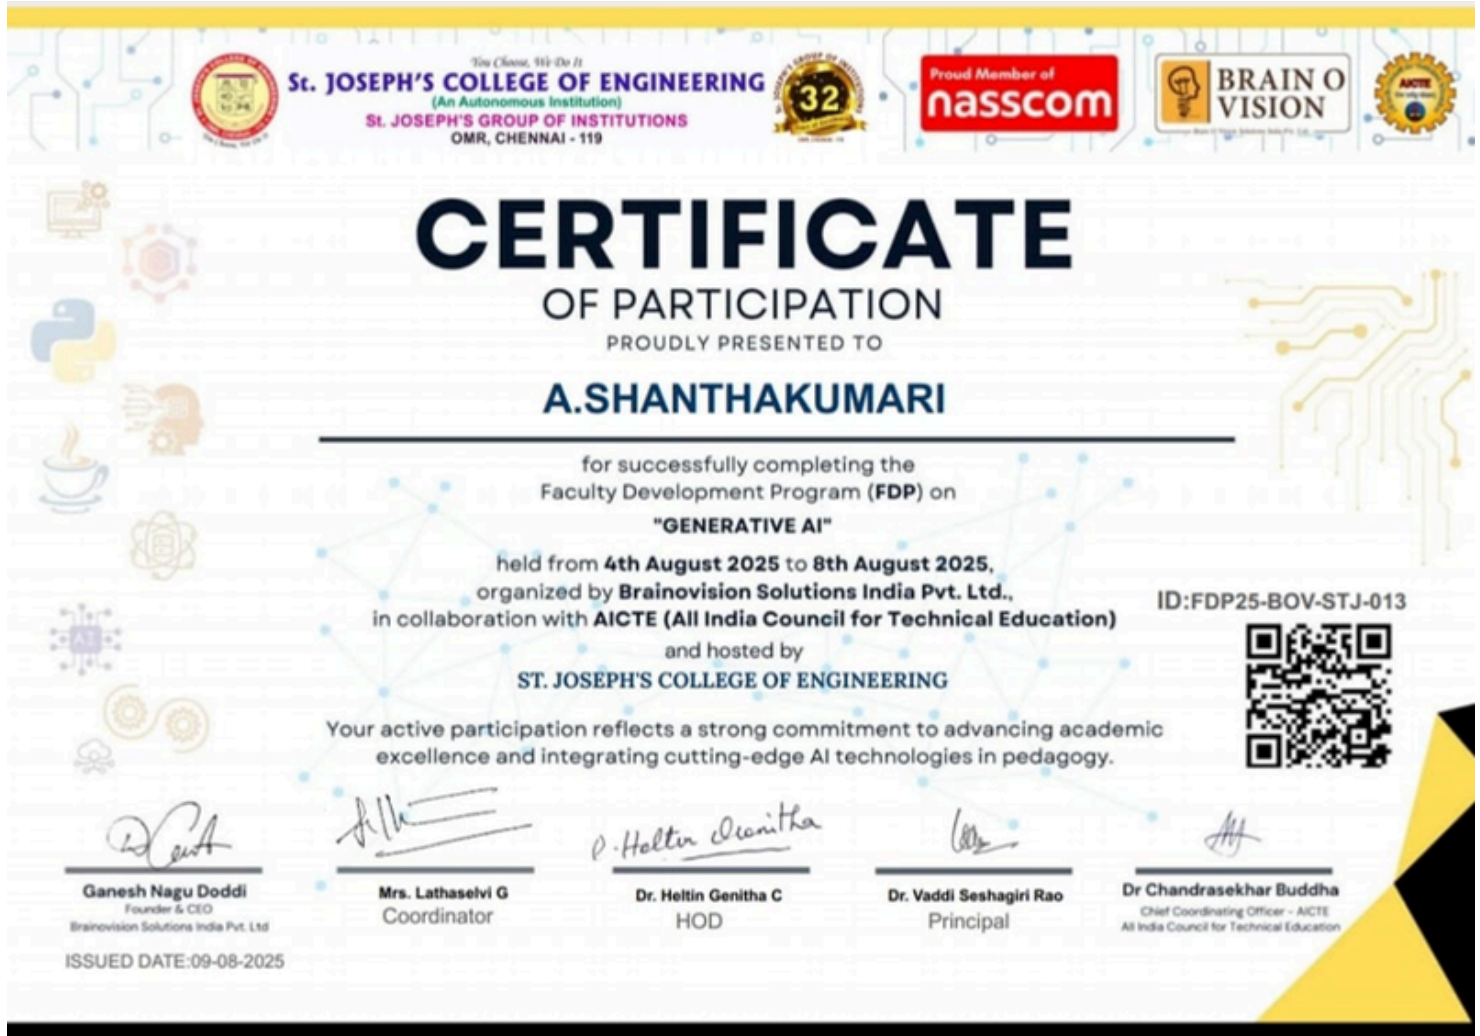 You Choose, We Do It
St. JOSEPH'S COLLEGE OF ENGINEERING
(An Autonomous Institution)
St. JOSEPH'S GROUP OF INSTITUTIONS
OMR, CHENNAI - 119
32
Proud Member of
nasscom
BRAIN O
VISION
AICTE
CERTIFICATE
OF PARTICIPATION
PROUDLY PRESENTED TO
A.SHANTHAKUMARI
for successfully completing the
Faculty Development Program (FDP) on
"GENERATIVE AI"
held from 4th August 2025 to 8th August 2025,
organized by Brainovision Solutions India Pvt. Ltd.,
in collaboration with AICTE (All India Council for Technical Education)
and hosted by
ST. JOSEPH'S COLLEGE OF ENGINEERING
ID:FDP25-BOV-STJ-013
AI
Your active participation reflects a strong commitment to advancing academic
excellence and integrating cutting-edge AI technologies in pedagogy.
Ganesh Nagu Doddi
Founder & CEO
Brainovision Solutions India Pvt. Ltd
Mrs. Lathaselvi G
Coordinator
Dr. Heltin Genitha C
HOD
Dr. Vaddi Seshagiri Rao
Principal
Dr Chandrasekhar Buddha
Chief Coordinating Officer - AICTE
All India Council for Technical Education
ISSUED DATE:09-08-2025